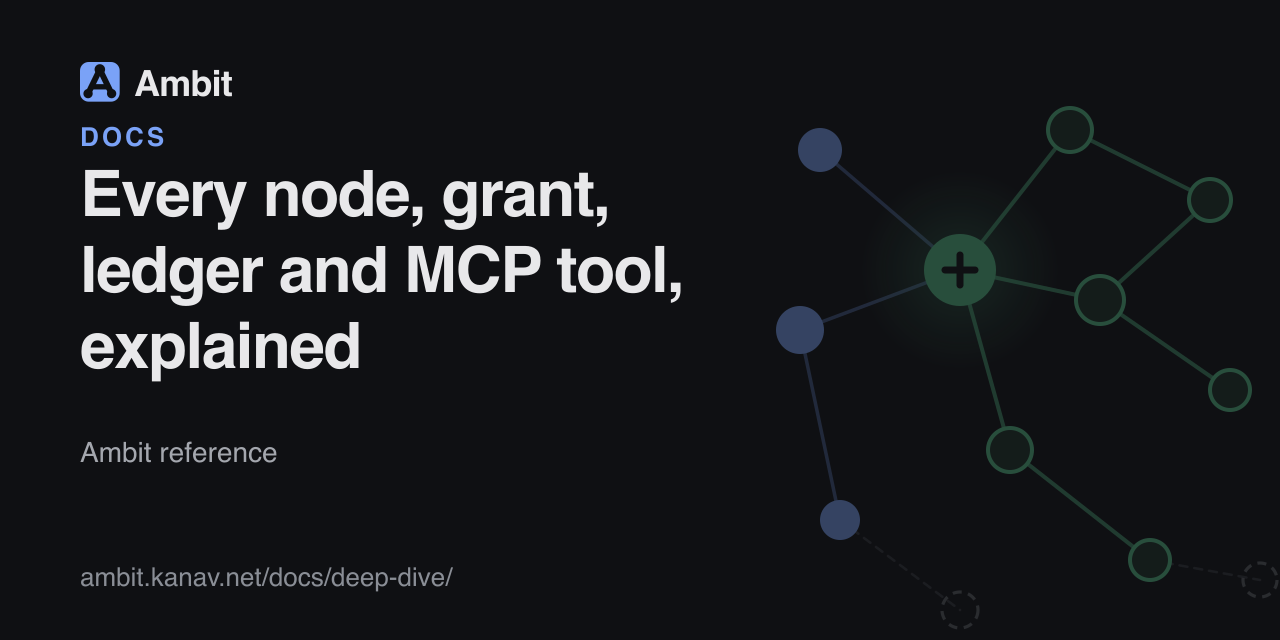 Ambit
DOCS
Every node, grant,
ledger and MCP tool,
explained
Ambit reference
ambit.kanav.net/docs/deep-dive/